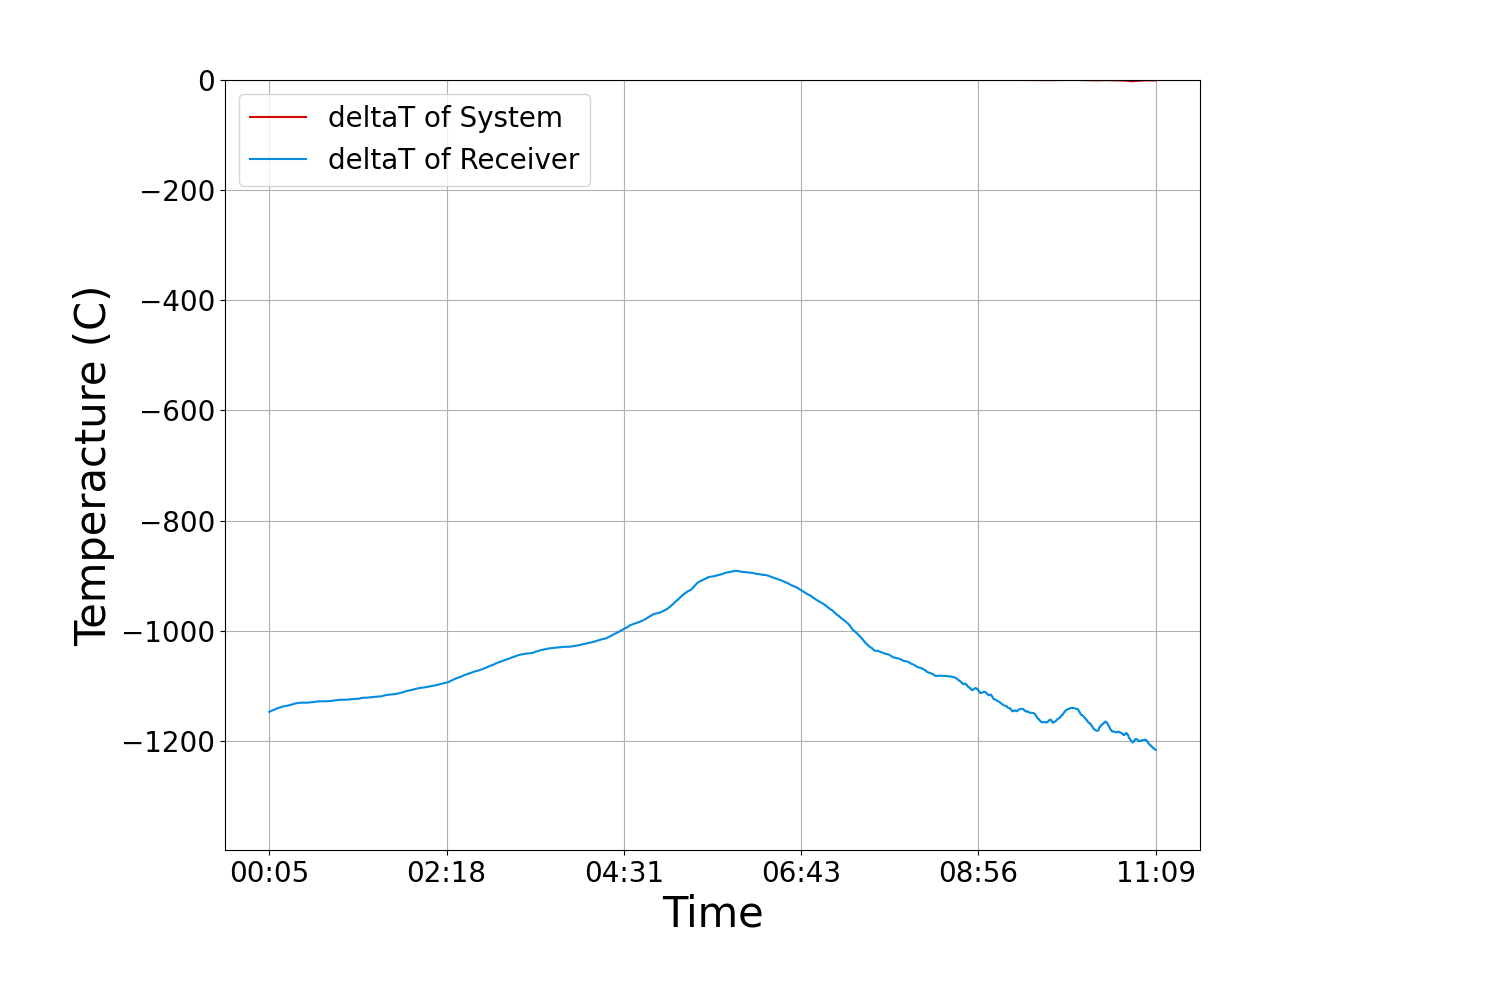 0
deltaT of System
deltaT of Receiver
−200
−400
−600
−800
−1000
−1200
Temperacture (C)
00:05 02:18 04:31 06:43 08:56 11:09
Time